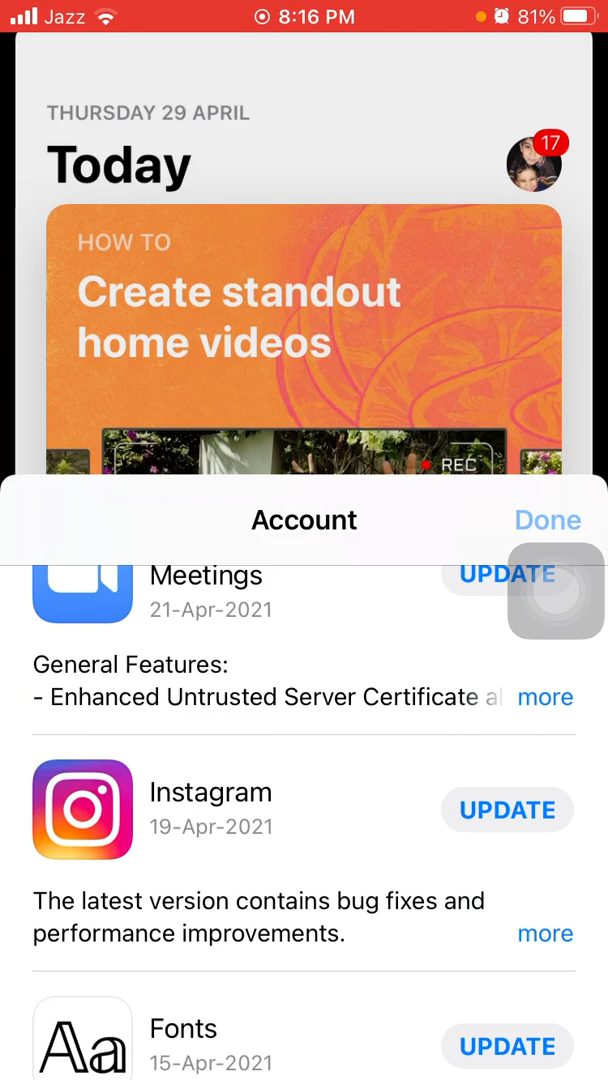 Jazz 8:16 PM 81%
THURSDAY 29 APRIL
Today
17
HOW TO
Create standout
home videos
REC
Account
Done
Meetings
UPDATE
21-Apr-2021
General Features:
- Enhanced Untrusted Server Certificate al
more
Instagram
UPDATE
19-Apr-2021
The latest version contains bug fixes and
performance improvements.
more
Aa
Fonts
UPDATE
15-Apr-2021